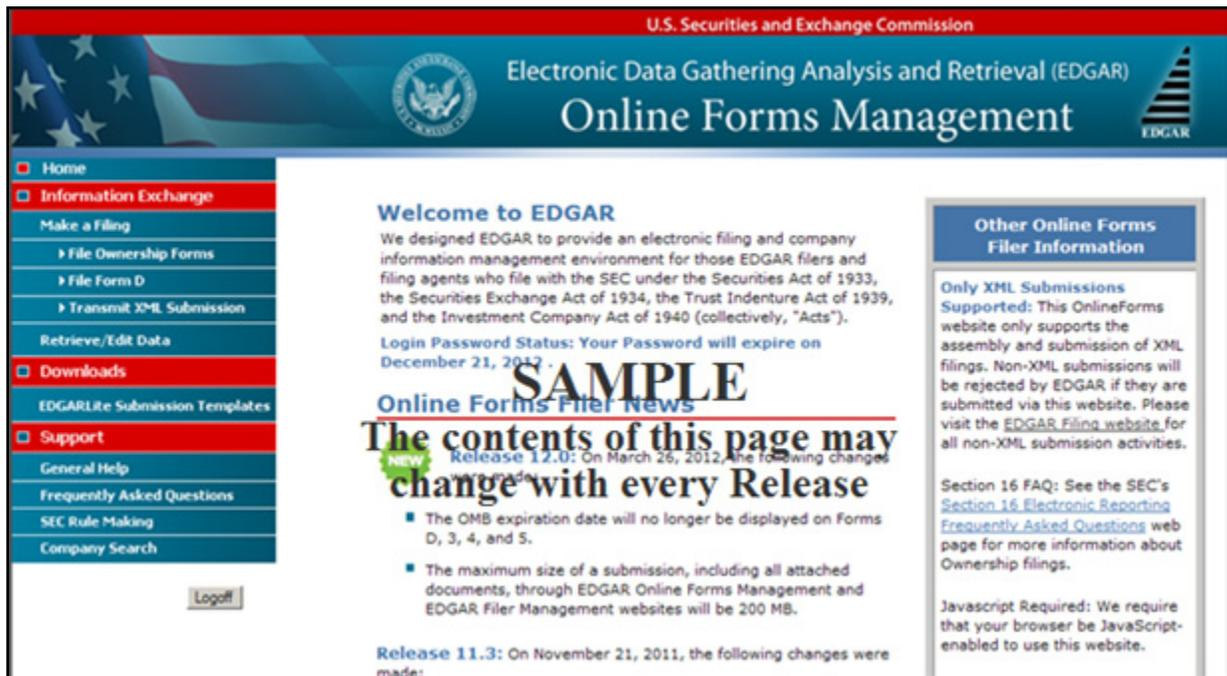 U.S. Securities and Exchange Commission
Electronic Data Gathering Analysis and Retrieval (EDGAR)
Online Forms Management
EDGAR
Home
Information Exchange
Make a Filing
File Ownership Forms
File Form D
Transmit XML Submission
Retrieve/Edit Data
Downloads
EDGARLite Submission Templates
Support
General Help
Frequently Asked Questions
SEC Rule Making
Company Search
Logoff
Welcome to EDGAR
We designed EDGAR to provide an electronic filing and company
information management environment for those EDGAR filers and
filing agents who file with the SEC under the Securities Act of 1933,
the Securities Exchange Act of 1934, the Trust Indenture Act of 1939,
and the Investment Company Act of 1940 (collectively, "Acts").
Login Password Status: Your Password will expire on
December 21, 2012 .
SAMPLE
Online Forms Filer News
The contents of this page may
change with every Release
NEW
Release 12.0: On March 26, 2012, the following changes
were made:
The OMB expiration date will no longer be displayed on Forms
D, 3, 4, and 5.
The maximum size of a submission, including all attached
documents, through EDGAR Online Forms Management and
EDGAR Filer Management websites will be 200 MB.
Release 11.3: On November 21, 2011, the following changes were
made:
Other Online Forms
Filer Information
Only XML Submissions
Supported: This OnlineForms
website only supports the
assembly and submission of XML
filings. Non-XML submissions will
be rejected by EDGAR if they are
submitted via this website. Please
visit the EDGAR Filing website for
all non-XML submission activities.
Section 16 FAQ: See the SEC's
Section 16 Electronic Reporting
Frequently Asked Questions web
page for more information about
Ownership filings.
Javascript Required: We require
that your browser be JavaScript-
enabled to use this website.